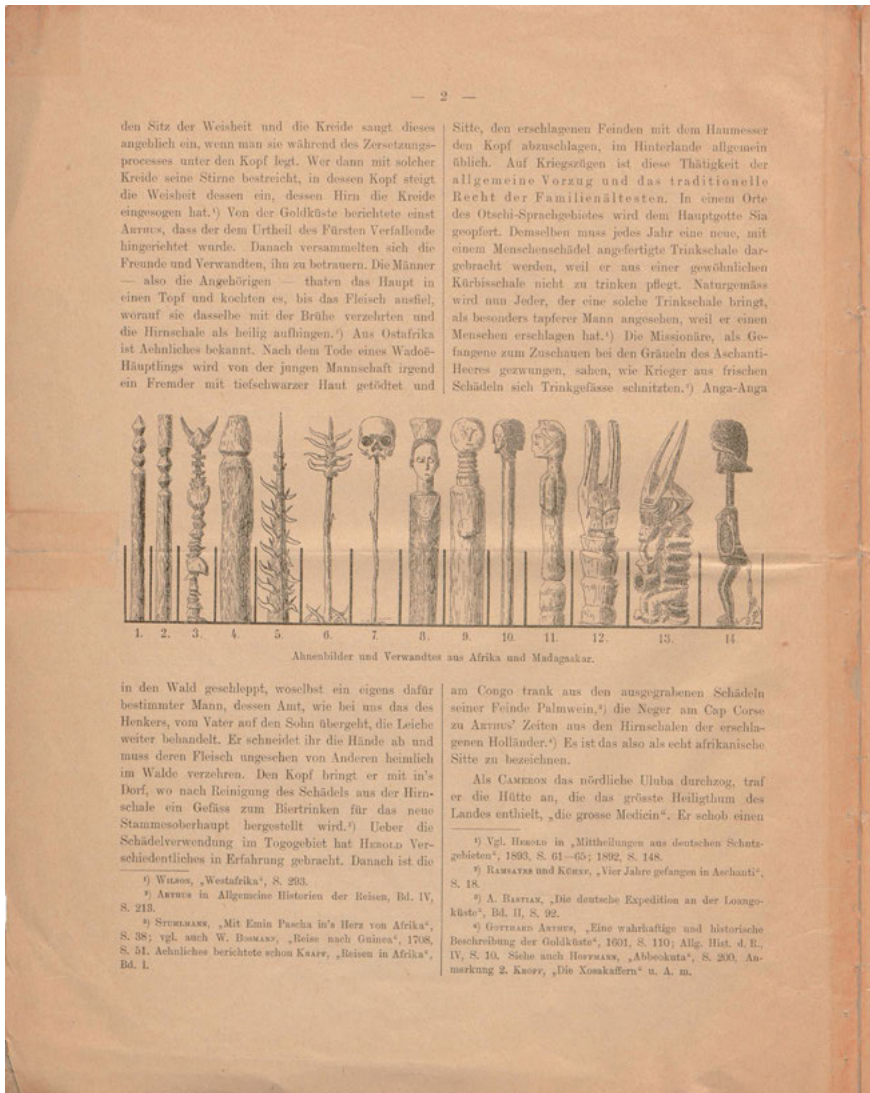 — 2 —
den Sitz der Weisheit und die Kreide saugt dieses
angeblich ein, wenn man sie während des Zersetzungs-
processes unter den Kopf legt. Wer dann mit solcher
Kreide seine Stirne bestreicht, in dessen Kopf steigt
die Weisheit dessen ein, dessen Hirn die Kreide
eingesogen hat.¹) Von der Goldküste berichtete einst
ARTHUS, dass der dem Urtheil des Fürsten Verfallende
hingerichtet wurde. Danach versammelten sich die
Freunde und Verwandten, ihn zu betrauern. Die Männer
— also die Angehörigen — thaten das Haupt in
einen Topf und kochten es, bis das Fleisch ausfiel,
worauf sie dasselbe mit der Brühe verzehrten und
die Hirnschale als heilig aufhingen.²) Aus Ostafrika
ist Aehnliches bekannt. Nach dem Tode eines Wadoë-
Häuptlings wird von der jungen Mannschaft irgend
ein Fremder mit tiefschwarzer Haut getödtet und
Sitte, den erschlagenen Feinden mit dem Haumesser
den Kopf abzuschlagen, im Hinterlande allgemein
üblich. Auf Kriegszügen ist diese Thätigkeit der
allgemeine Vorzug und das traditionelle
Recht der Familienältesten. In einem Orte
des Otschi-Sprachgebietes wird dem Hauptgotte Sia
geopfert. Demselben muss jedes Jahr eine neue, mit
einem Menschenschädel angefertigte Trinkschale dar-
gebracht werden, weil er aus einer gewöhnlichen
Kürbisschale nicht zu trinken pflegt. Naturgemäss
wird nun Jeder, der eine solche Trinkschale bringt,
als besonders tapferer Mann angesehen, weil er einen
Menschen erschlagen hat.¹) Die Missionäre, als Ge-
fangene zum Zuschauen bei den Gräueln des Aschanti-
Heeres gezwungen, sahen, wie Krieger aus frischen
Schädeln sich Trinkgefässe schnitzten.²) Anga-Anga
1. 2. 3. 4. 5. 6. 7. 8. 9. 10. 11. 12. 13. 14.
Ahnenbilder und Verwandtes aus Afrika und Madagaskar.
in den Wald geschleppt, woselbst ein eigens dafür
bestimmter Mann, dessen Amt, wie bei uns das des
Henkers, vom Vater auf den Sohn übergeht, die Leiche
weiter behandelt. Er schneidet ihr die Hände ab und
muss deren Fleisch ungesehen von Anderen heimlich
im Walde verzehren. Den Kopf bringt er mit in's
Dorf, wo nach Reinigung des Schädels aus der Hirn-
schale ein Gefäss zum Biertrinken für das neue
Stammesoberhaupt hergestellt wird.³) Ueber die
Schädelverwendung im Togogebiet hat HEROLD Ver-
schiedentliches in Erfahrung gebracht. Danach ist die
¹) WILSON, „Westafrika“, S. 293.
²) ARTHUS in Allgemeine Historien der Reisen, Bd. IV,
S. 213.
³) STUHLMANN, „Mit Emin Pascha in's Herz von Afrika“,
S. 38; vgl. auch W. BOSMANN, „Reise nach Guinea“, 1708,
S. 51. Aehnliches berichtete schon KRAPF, „Reisen in Afrika“,
Bd. I.
am Congo trank aus den ausgegrabenen Schädeln
seiner Feinde Palmwein,³) die Neger am Cap Corse
zu ARTHUS' Zeiten aus den Hirnschalen der erschla-
genen Holländer.⁴) Es ist das also als echt afrikanische
Sitte zu bezeichnen.
Als CAMERON das nördliche Uluba durchzog, traf
er die Hütte an, die das grösste Heiligthum des
Landes enthielt, „die grosse Medicin“. Er schob einen
¹) Vgl. HEROLD in „Mittheilungen aus deutschen Schutz-
gebieten“, 1893, S. 61—65; 1892, S. 148.
²) RAMSAYER und KÜHNE, „Vier Jahre gefangen in Aschanti“,
S. 18.
³) A. BASTIAN, „Die deutsche Expedition an der Loango-
küste“, Bd. II, S. 92.
⁴) GOTTHARD ARTHUS, „Eine wahrhaftige und historische
Beschreibung der Goldküste“, 1601, S. 110; Allg. Hist. d. R.,
IV, S. 10. Siehe auch HOFFMANN, „Abbeokuta“, S. 200, An-
merkung 2. KROPF, „Die Xosakaffern“ u. A. m.